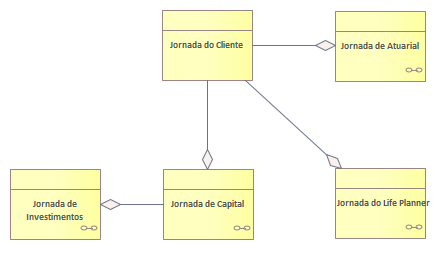 Jornada do Cliente
Jornada de Atuarial
Jornada de
Investimentos
Jornada de Capital
Jornada do Life Planner